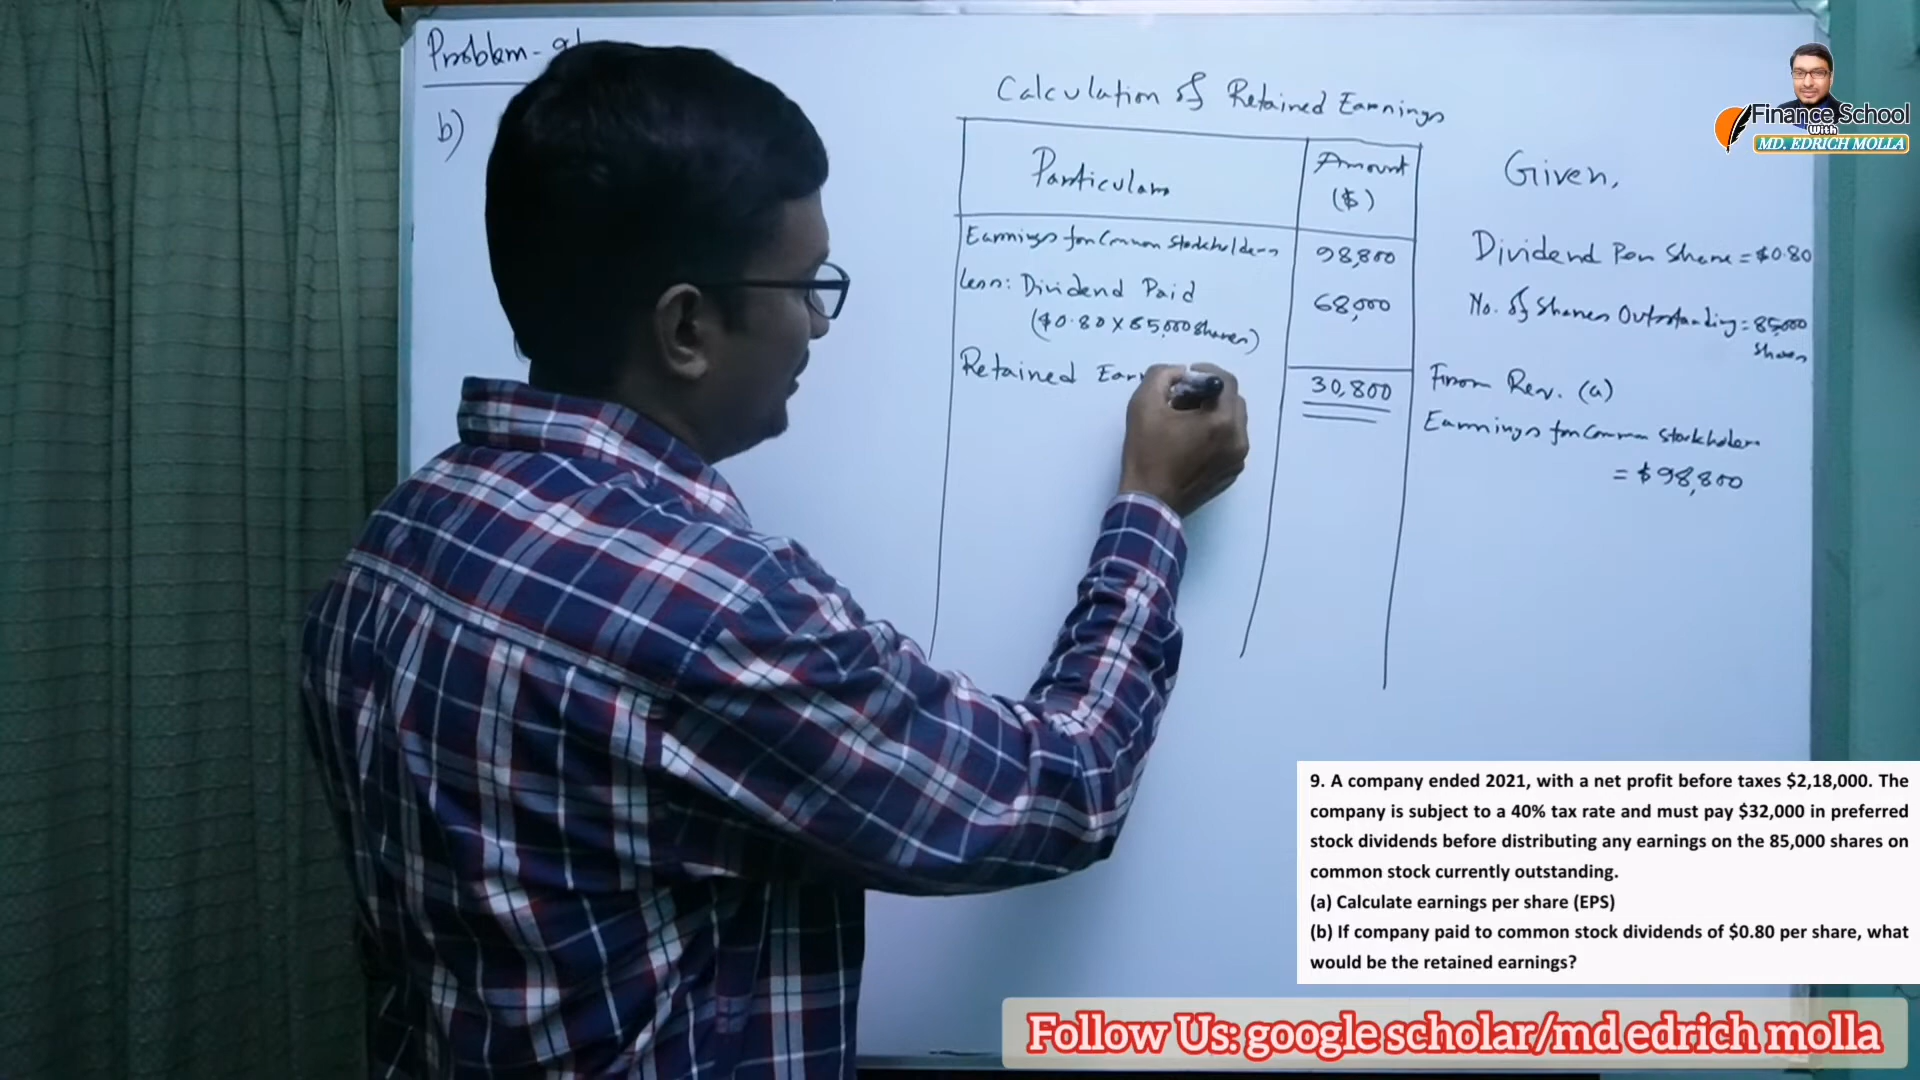 Problem-
b)
Calculation of Retained Earnings
Particulars
Amount
($)
Earnings for Common Stockholders
98,800
Less: Dividend Paid
68,000
($0.80 X 85,000 shares)
Retained Ear
30,800
Given,
Dividend Per Share = $0.80
No. of Shares Outstanding = 85,000
Shares
From Req. (a)
Earnings for Common Stockholders
= $98,800
Finance School
With
MD. EDRICH MOLLA
9. A company ended 2021, with a net profit before taxes $2,18,000. The
company is subject to a 40% tax rate and must pay $32,000 in preferred
stock dividends before distributing any earnings on the 85,000 shares on
common stock currently outstanding.
(a) Calculate earnings per share (EPS)
(b) If company paid to common stock dividends of $0.80 per share, what
would be the retained earnings?
Follow Us: google scholar/md edrich molla